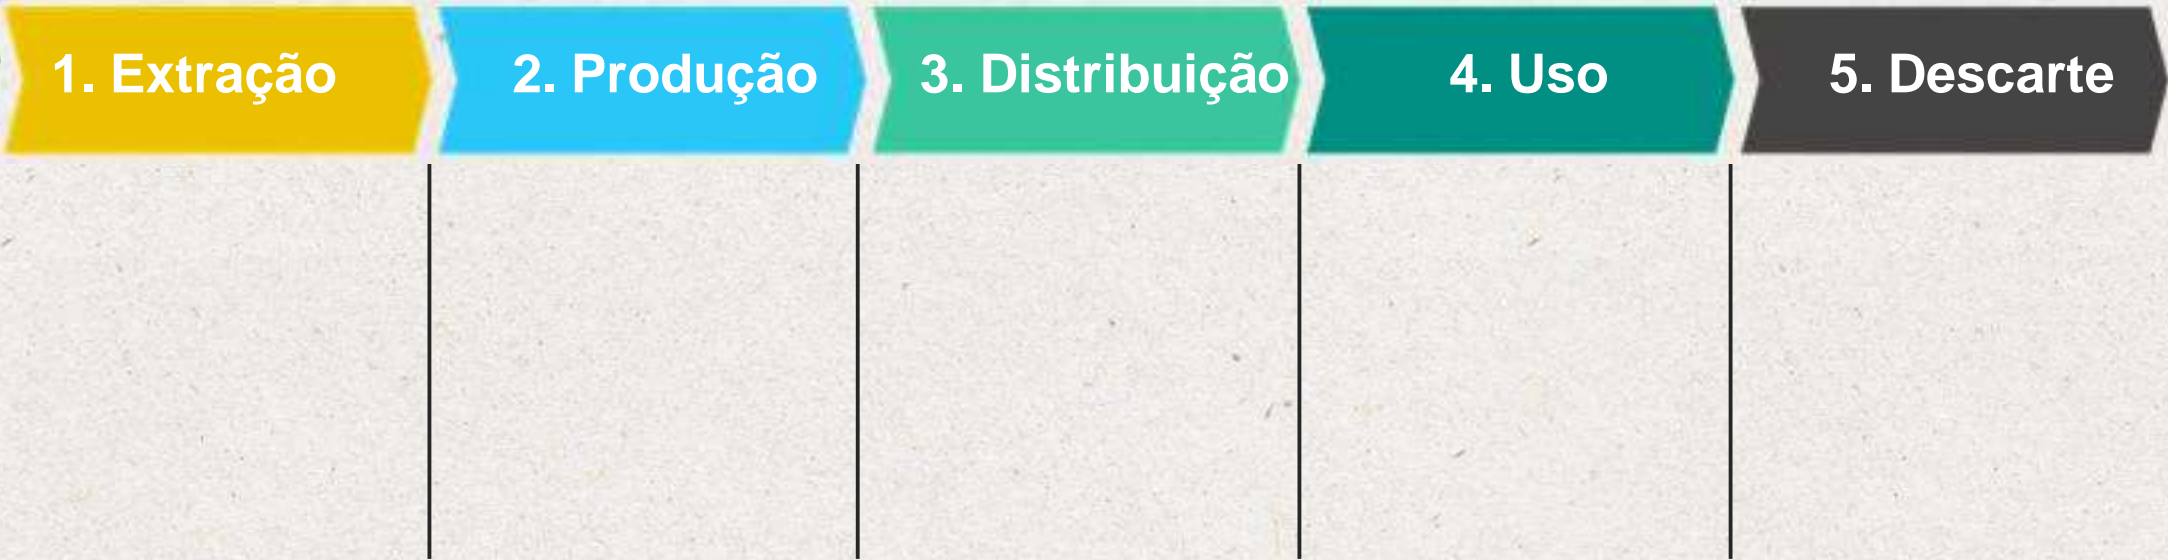 1. Extração
2. Produção
3. Distribuição
4. Uso
5. Descarte